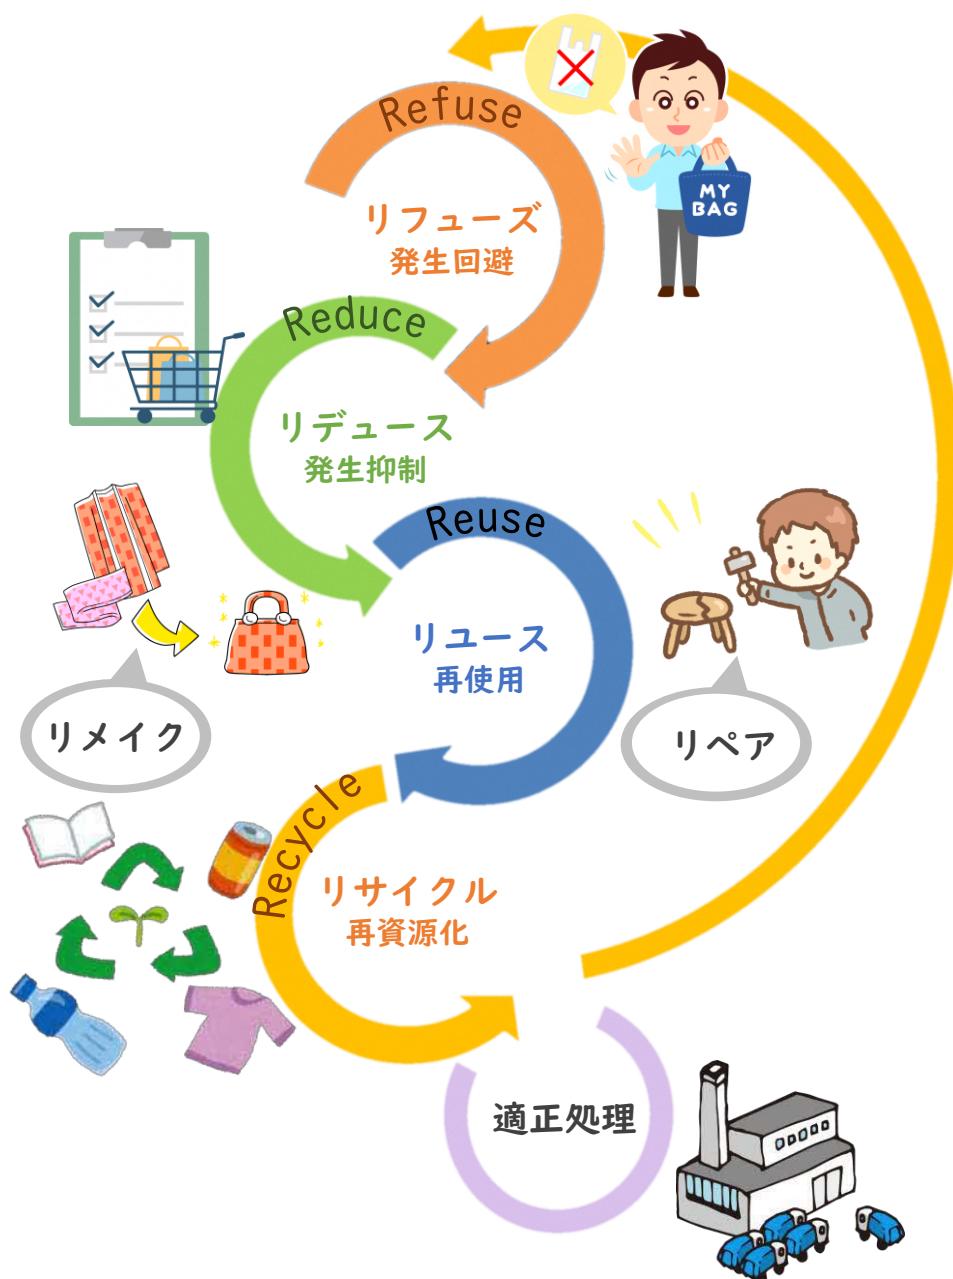 Refuse
リフューズ
発生回避
MY
BAG
Reduce
リデュース
発生抑制
Reuse
リユース
再使用
リメイク
リペア
Recycle
リサイクル
再資源化
適正処理